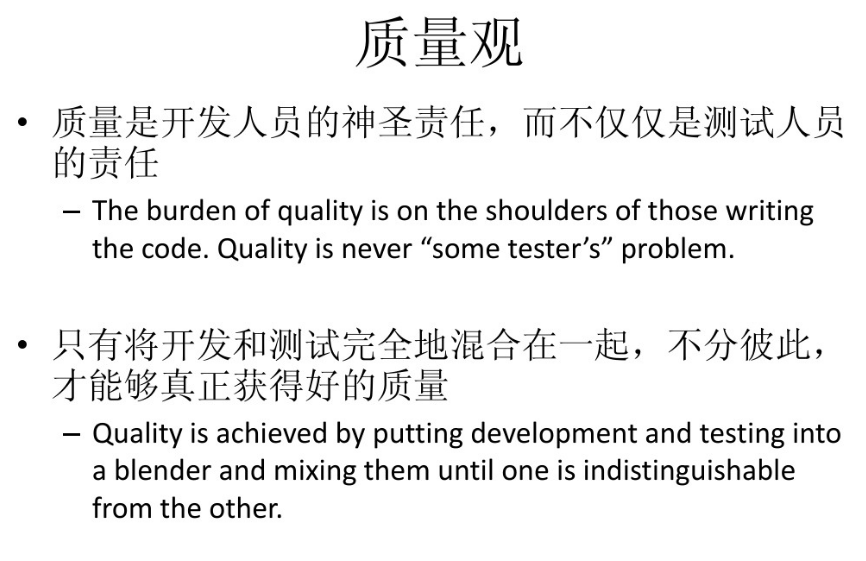 质量观
• 质量是开发人员的神圣责任，而不仅仅是测试人员
的责任
– The burden of quality is on the shoulders of those writing
the code. Quality is never “some tester’s” problem.
• 只有将开发和测试完全地混合在一起，不分彼此，
才能够真正获得好的质量
– Quality is achieved by putting development and testing into
a blender and mixing them until one is indistinguishable
from the other.